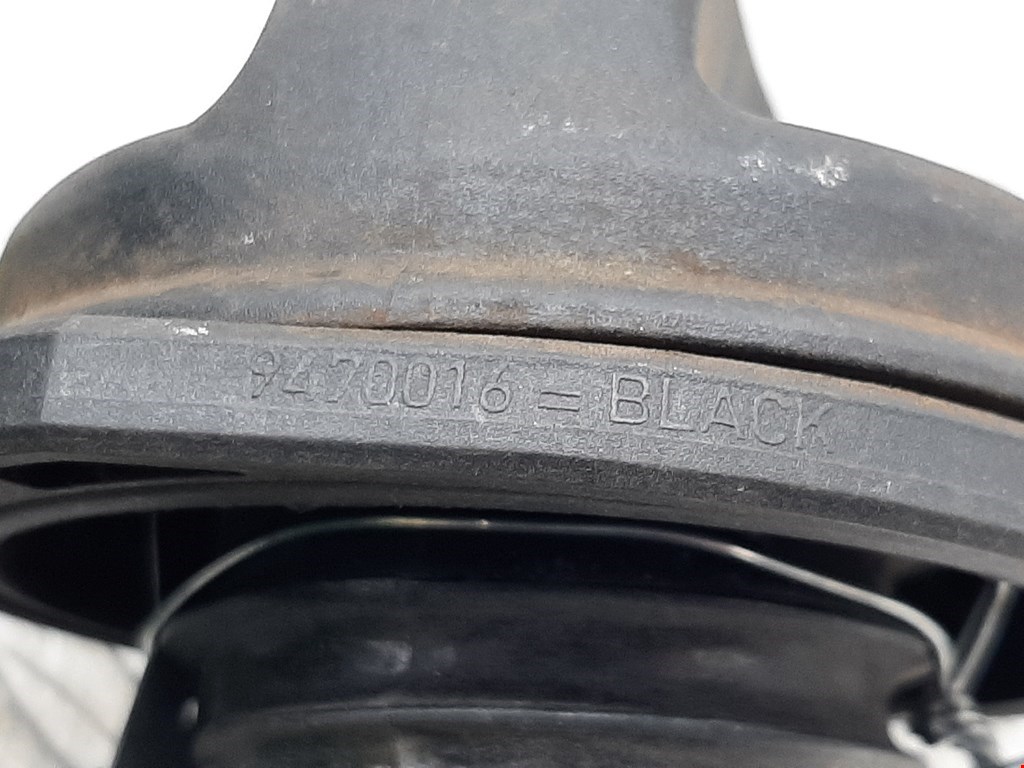 9470016 = BLACK